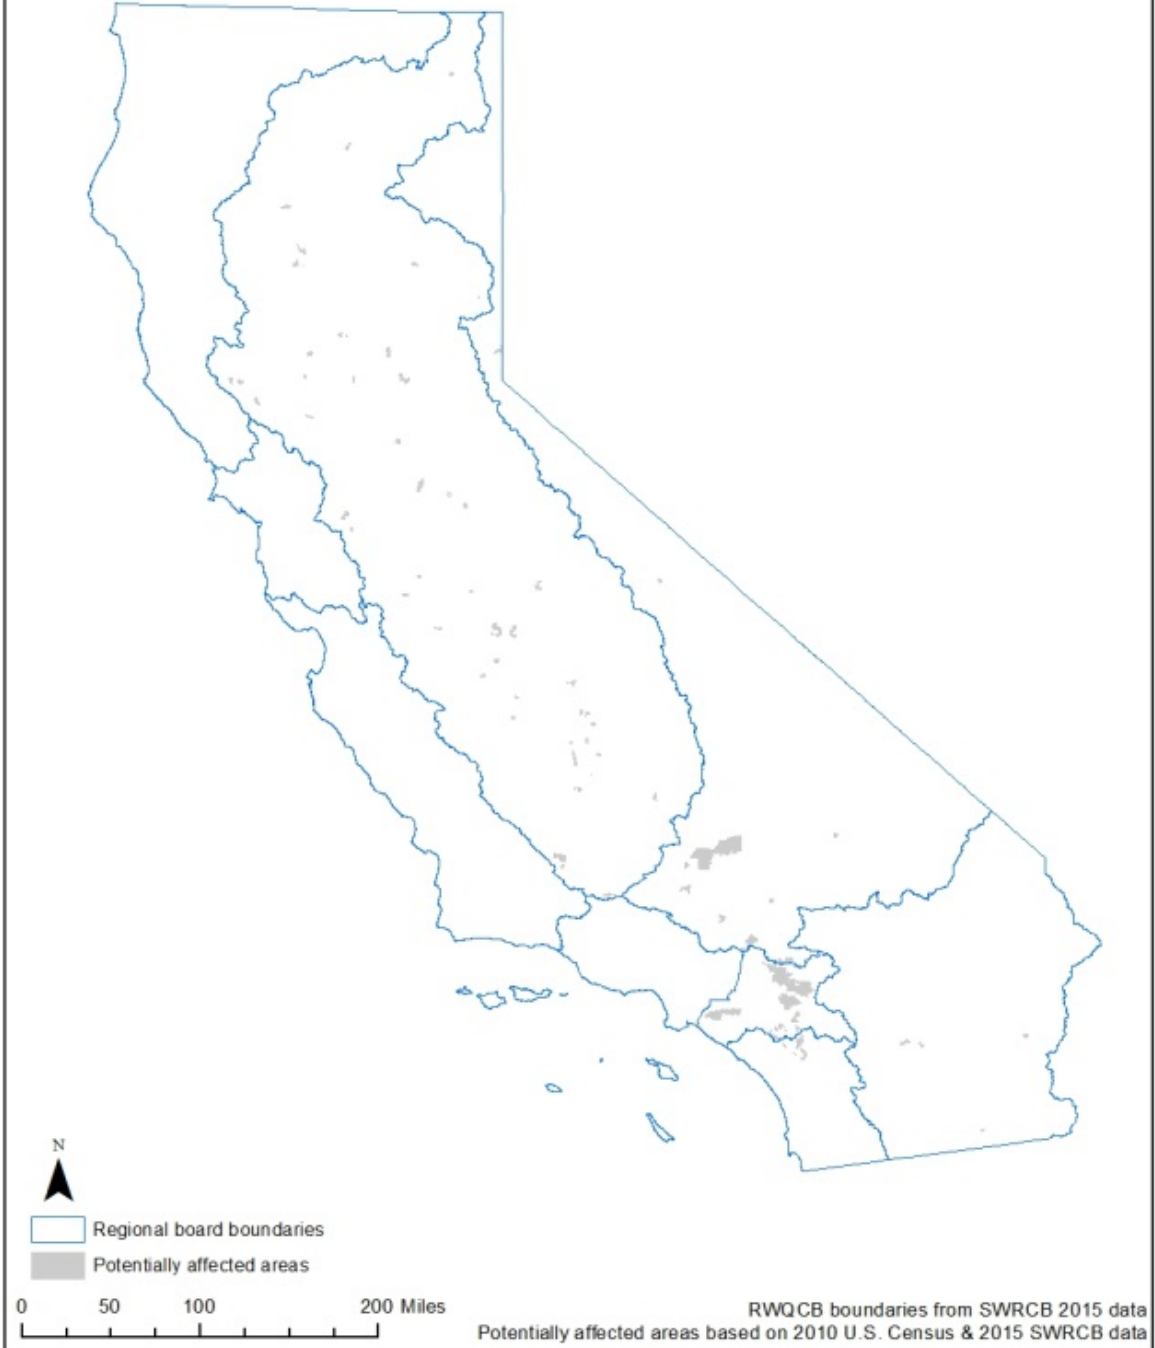 N
Regional board boundaries
Potentially affected areas
0 50 100 200 Miles
RWQCB boundaries from SWRCB 2015 data
Potentially affected areas based on 2010 U.S. Census & 2015 SWRCB data